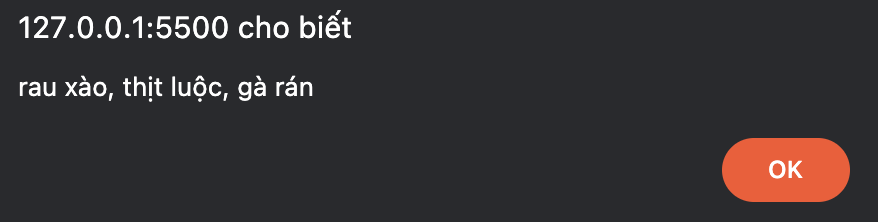 127.0.0.1:5500 cho biết
rau xào, thịt luộc, gà rán
OK